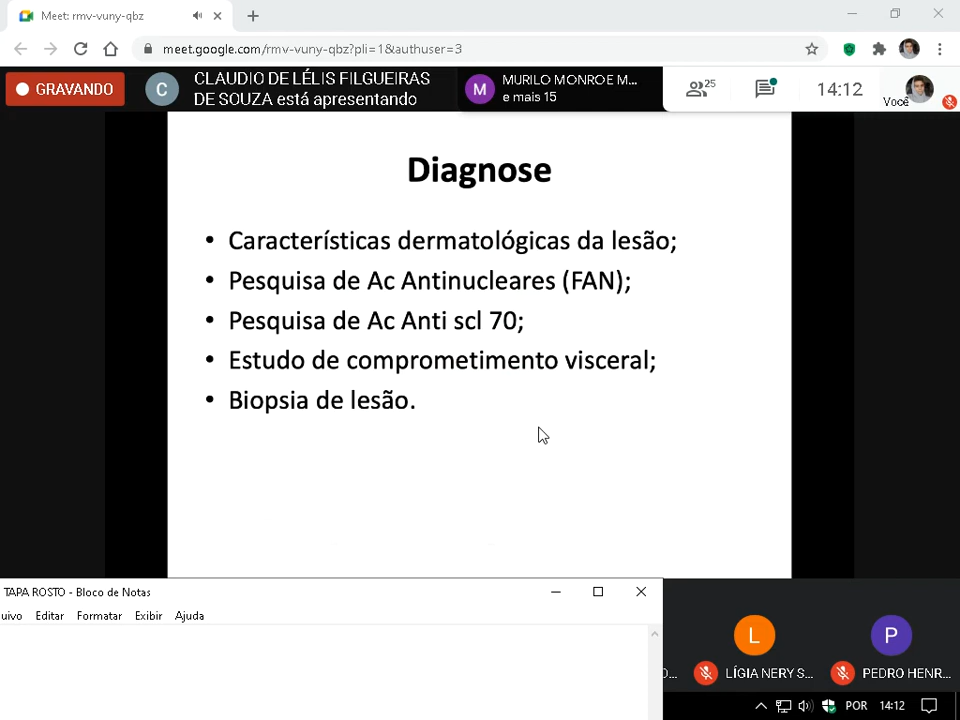 Meet: rmv-vuny-qbz
meet.google.com/rmv-vuny-qbz?pli=1&authuser=3
GRAVANDO
C
CLAUDIO DE LÉLIS FILGUEIRAS
DE SOUZA está apresentando
M
MURILO MONROE M...
e mais 15
25
14:12
Você
Diagnose
• Características dermatológicas da lesão;
• Pesquisa de Ac Antinucleares (FAN);
• Pesquisa de Ac Anti scl 70;
• Estudo de comprometimento visceral;
• Biopsia de lesão.
TAPA ROSTO - Bloco de Notas
uivo Editar Formatar Exibir Ajuda
L
P
O...
LÍGIA NERY S...
PEDRO HENR...
POR 14:12